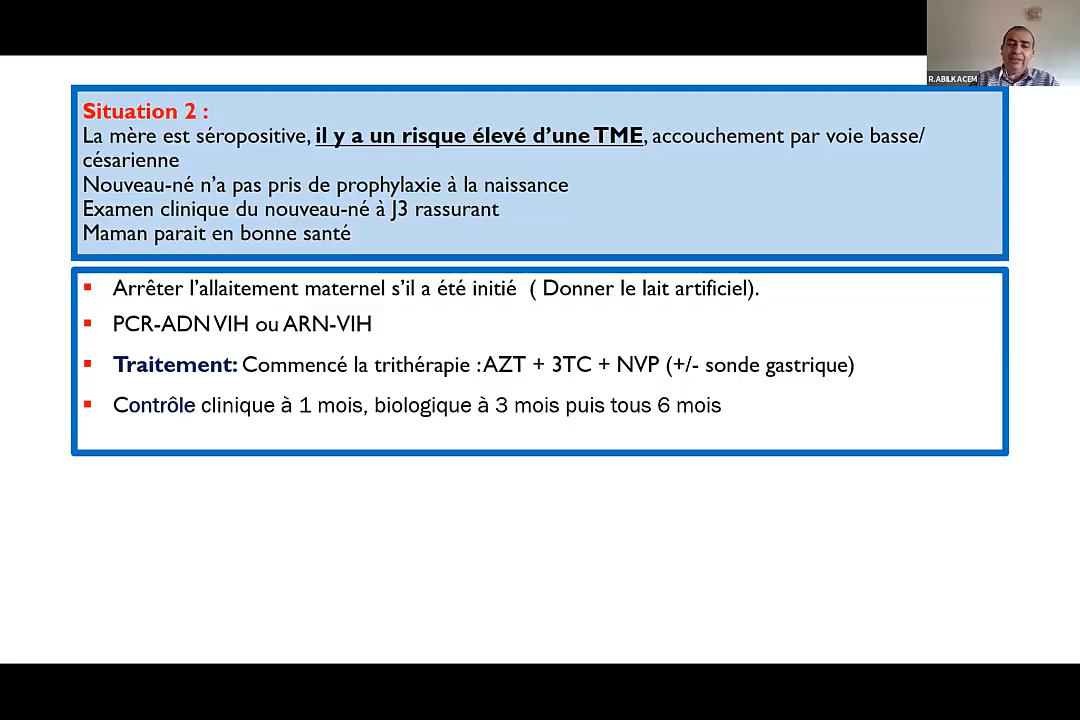 R.ABILKACEM
Situation 2 :
La mère est séropositive, il y a un risque élevé d'une TME, accouchement par voie basse/
césarienne
Nouveau-né n'a pas pris de prophylaxie à la naissance
Examen clinique du nouveau-né à J3 rassurant
Maman parait en bonne santé
▪ Arrêter l'allaitement maternel s'il a été initié ( Donner le lait artificiel).
▪ PCR-ADN VIH ou ARN-VIH
▪ Traitement: Commencé la trithérapie : AZT + 3TC + NVP (+/- sonde gastrique)
▪ Contrôle clinique à 1 mois, biologique à 3 mois puis tous 6 mois